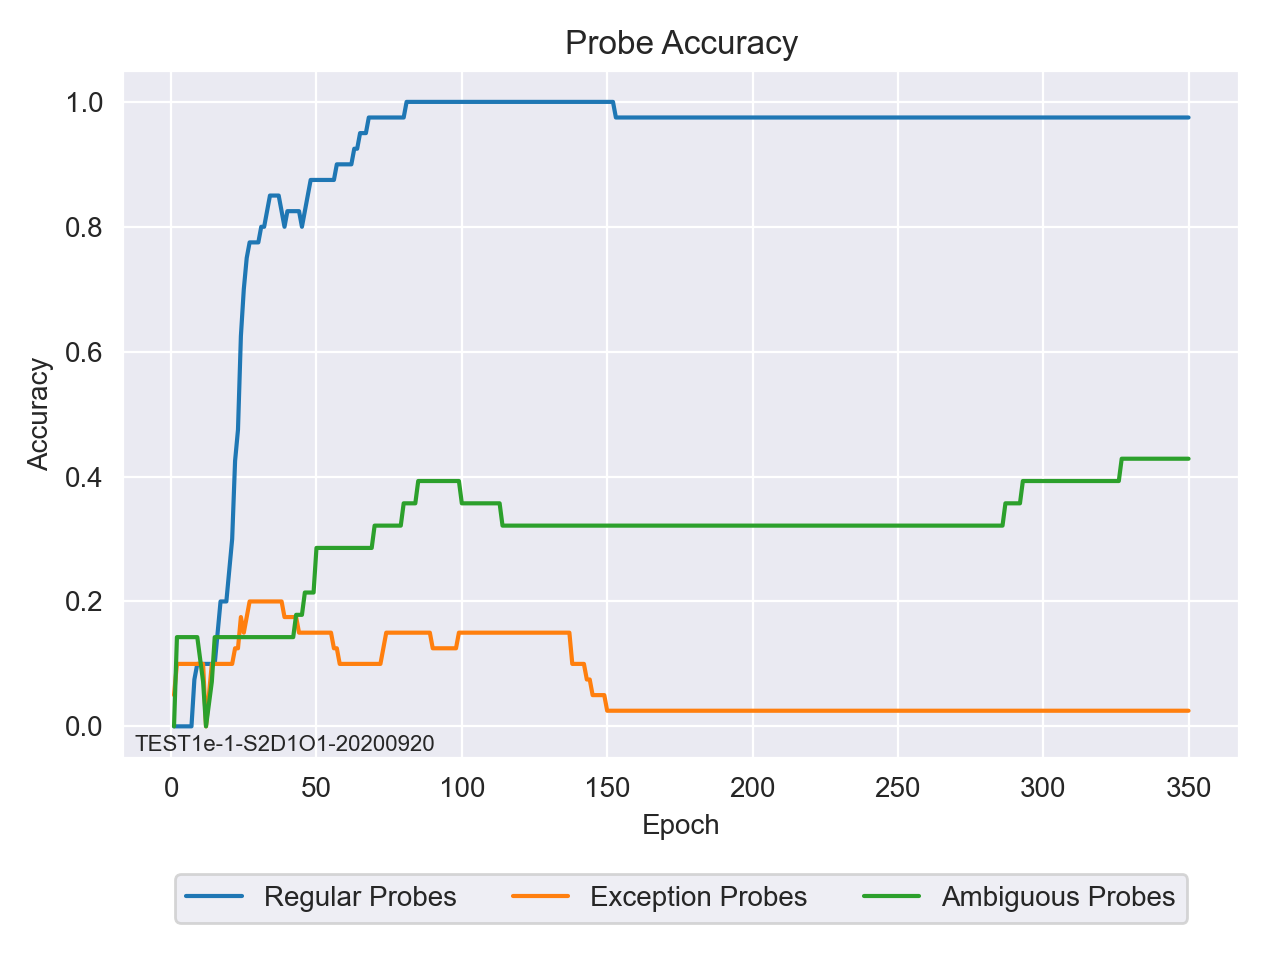 Probe Accuracy
1.0
0.8
0.6
0.4
0.2
0.0
Accuracy
TEST1e-1-S2D1O1-20200920
0 50 100 150 200 250 300 350
Epoch
Regular Probes Exception Probes Ambiguous Probes